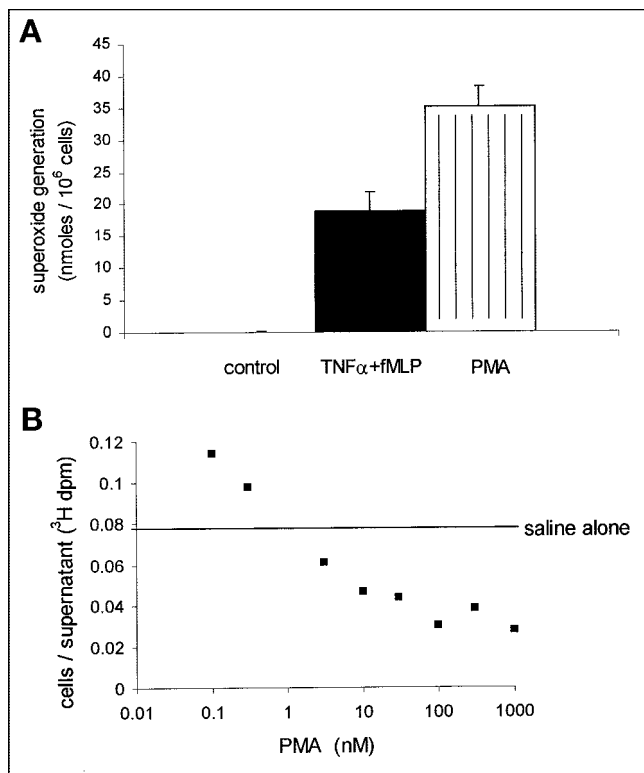 A
superoxide generation
(nmoles / 10⁶ cells)
45
40
35
30
25
20
15
10
5
0
control TNFα+fMLP PMA
B
cells / supernatant (³H dpm)
0.12
0.1
0.08
0.06
0.04
0.02
0
saline alone
0.01 0.1 1 10 100 1000
PMA (nM)